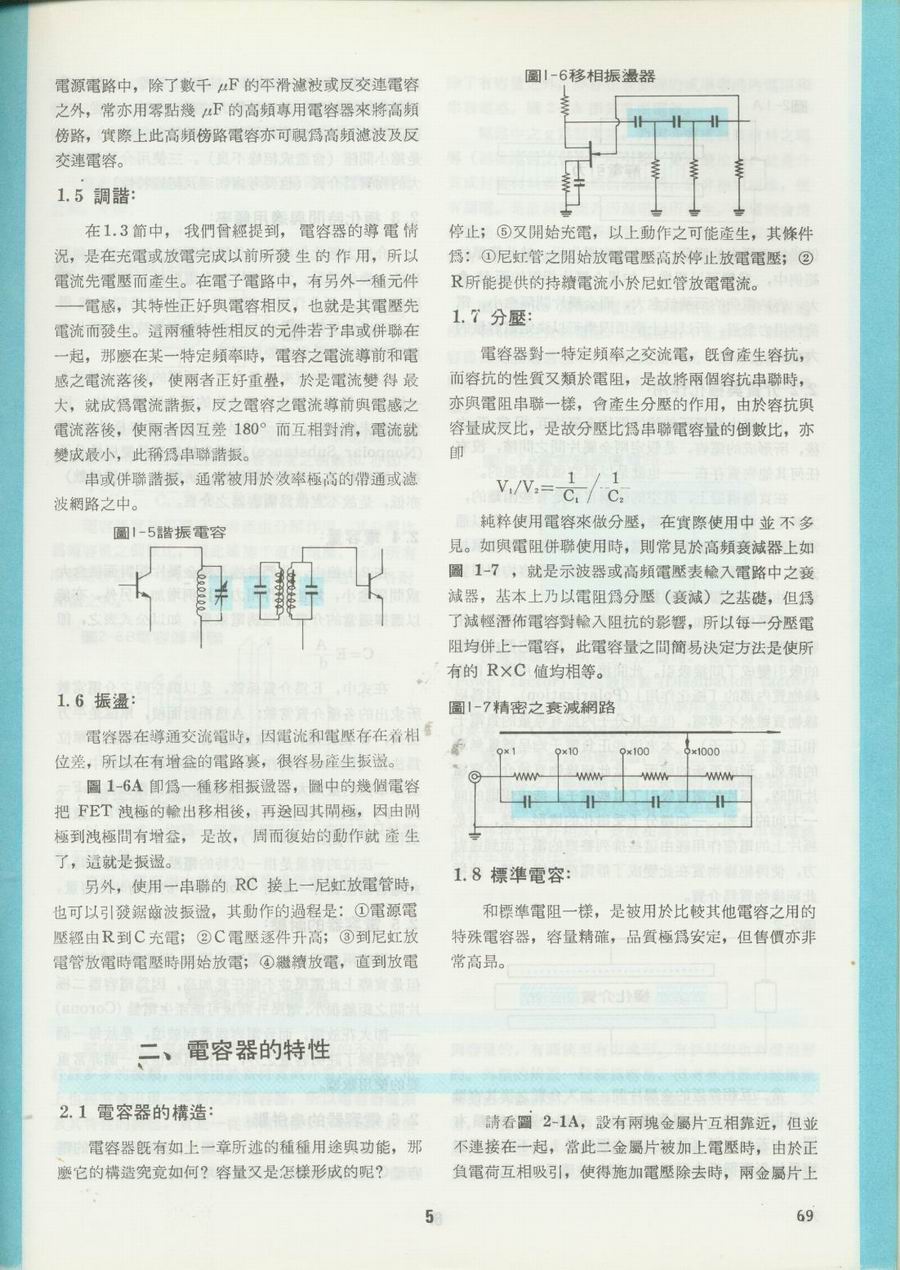 電源電路中，除了數千 μF 的平滑濾波或反交連電容
之外，常亦用零點幾 μF 的高頻專用電容器來將高頻
傍路，實際上此高頻傍路電容亦可視爲高頻濾波及反
交連電容。
1.5 調諧：
在1.3節中， 我們曾經提到， 電容器的導電情
況，是在充電或放電完成以前所發生的作用，所以
電流先電壓而產生。在電子電路中，有另外一種元件
──電感，其特性正好與電容相反，也就是其電壓先
電流而發生。這兩種特性相反的元件若予串或併聯在
一起，那麼在某一特定頻率時，電容之電流導前和電
感之電流落後， 使兩者正好重疊， 於是電流變得最
大，就成爲電流諧振，反之電容之電流導前與電感之
電流落後，使兩者因互差 180° 而互相對消，電流就
變成最小，此稱爲串聯諧振。
串或併聯諧振，通常被用於效率極高的帶通或濾
波網路之中。
圖1-5諧振電容
1.6 振盪：
電容器在導通交流電時，因電流和電壓存在着相
位差，所以在有增益的電路裏，很容易產生振盪。
圖 1-6A 卽爲一種移相振盪器，圖中的幾個電容
把 FET 洩極的輸出移相後，再送囘其閘極，因由閘
極到洩極間有增益， 是故， 周而復始的動作就產生
了，這就是振盪。
另外，使用一串聯的 RC 接上一尼虹放電管時，
也可以引發鋸齒波振盪，其動作的過程是：①電源電
壓經由R到C充電；②C電壓逐件升高；③到尼虹放
電管放電時電壓時開始放電；④繼續放電，直到放電
圖1-6移相振盪器
停止；⑤又開始充電，以上動作之可能產生，其條件
爲：①尼虹管之開始放電電壓高於停止放電電壓；②
R所能提供的持續電流小於尼虹管放電電流。
1.7 分壓：
電容器對一特定頻率之交流電，旣會產生容抗，
而容抗的性質又類於電阻，是故將兩個容抗串聯時，
亦與電阻串聯一樣，會產生分壓的作用，由於容抗與
容量成反比，是故分壓比爲串聯電容量的倒數比，亦
卽
V₁/V₂＝1/C₁ / 1/C₂
純粹使用電容來做分壓， 在實際使用中並不多
見。如與電阻併聯使用時，則常見於高頻衰減器上如
圖 1-7 ，就是示波器或高頻電壓表輸入電路中之衰
減器，基本上乃以電阻爲分壓（衰減）之基礎，但爲
了減輕潛佈電容對輸入阻抗的影響，所以每一分壓電
阻均併上一電容，此電容量之間簡易決定方法是使所
有的 R×C 值均相等。
圖1-7精密之衰減網路
×1 ×10 ×100 ×1000
1.8 標準電容：
和標準電阻一樣，是被用於比較其他電容之用的
特殊電容器，容量精確，品質極爲安定，但售價亦非
常高昂。
二、電容器的特性
2.1 電容器的構造：
電容器旣有如上一章所述的種種用途與功能，那
麼它的構造究竟如何？容量又是怎樣形成的呢？
請看圖 2-1A，設有兩塊金屬片互相靠近，但並
不連接在一起，當此二金屬片被加上電壓時，由於正
負電荷互相吸引，使得施加電壓除去時，兩金屬片上
5
69